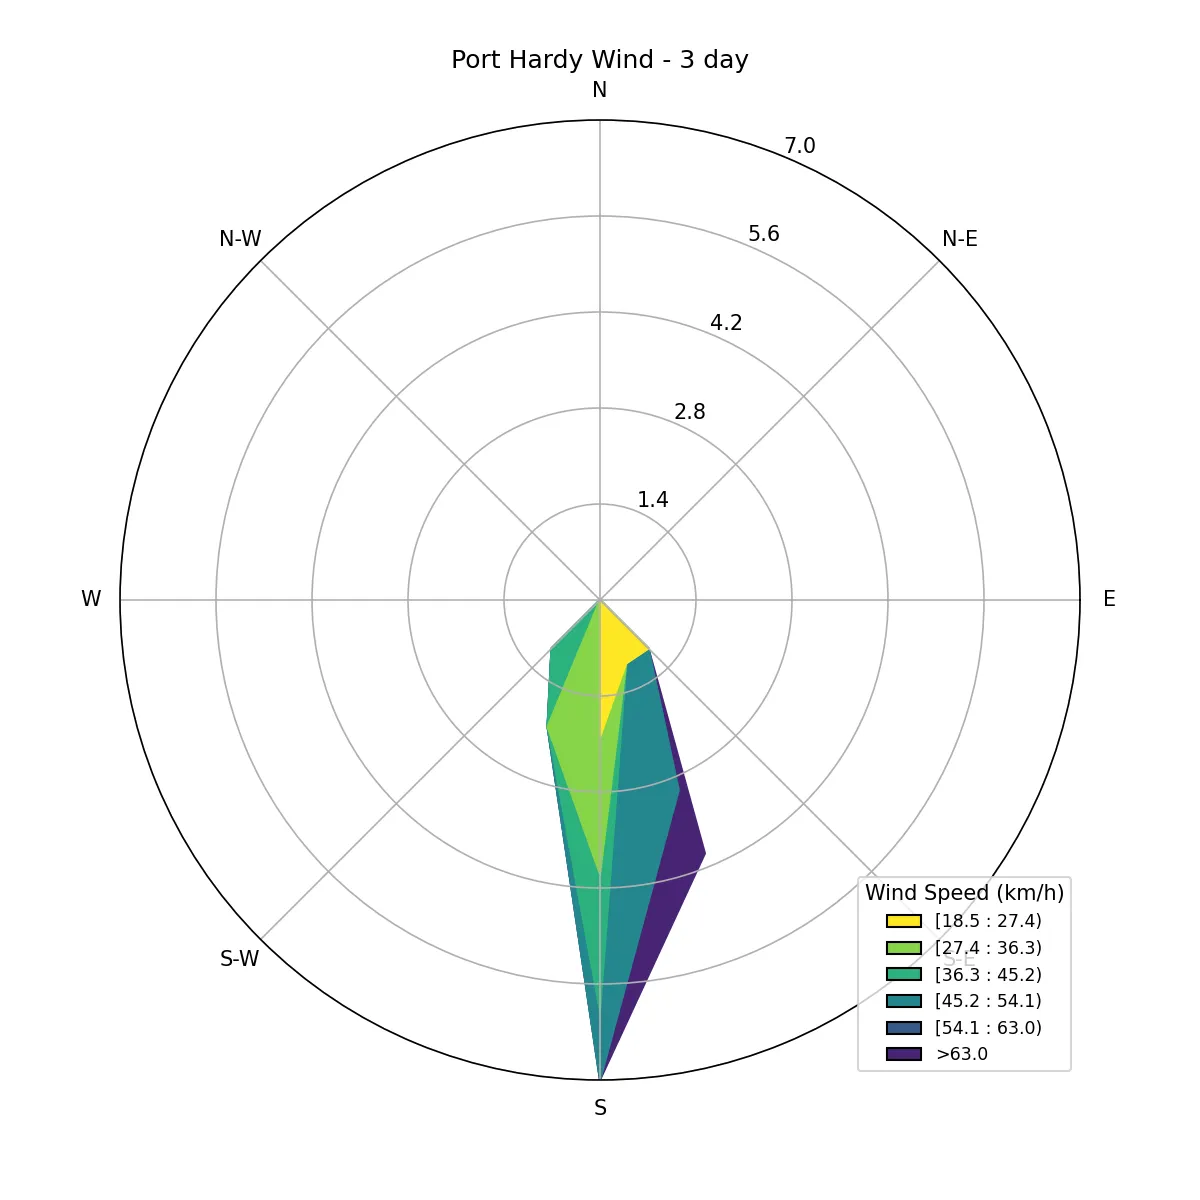 Port Hardy Wind - 3 day
N
7.0
N-W
5.6
N-E
4.2
2.8
1.4
W
E
Wind Speed (km/h)
[18.5 : 27.4)
[27.4 : 36.3)
S-W
S-E
[36.3 : 45.2)
[45.2 : 54.1)
[54.1 : 63.0)
>63.0
S